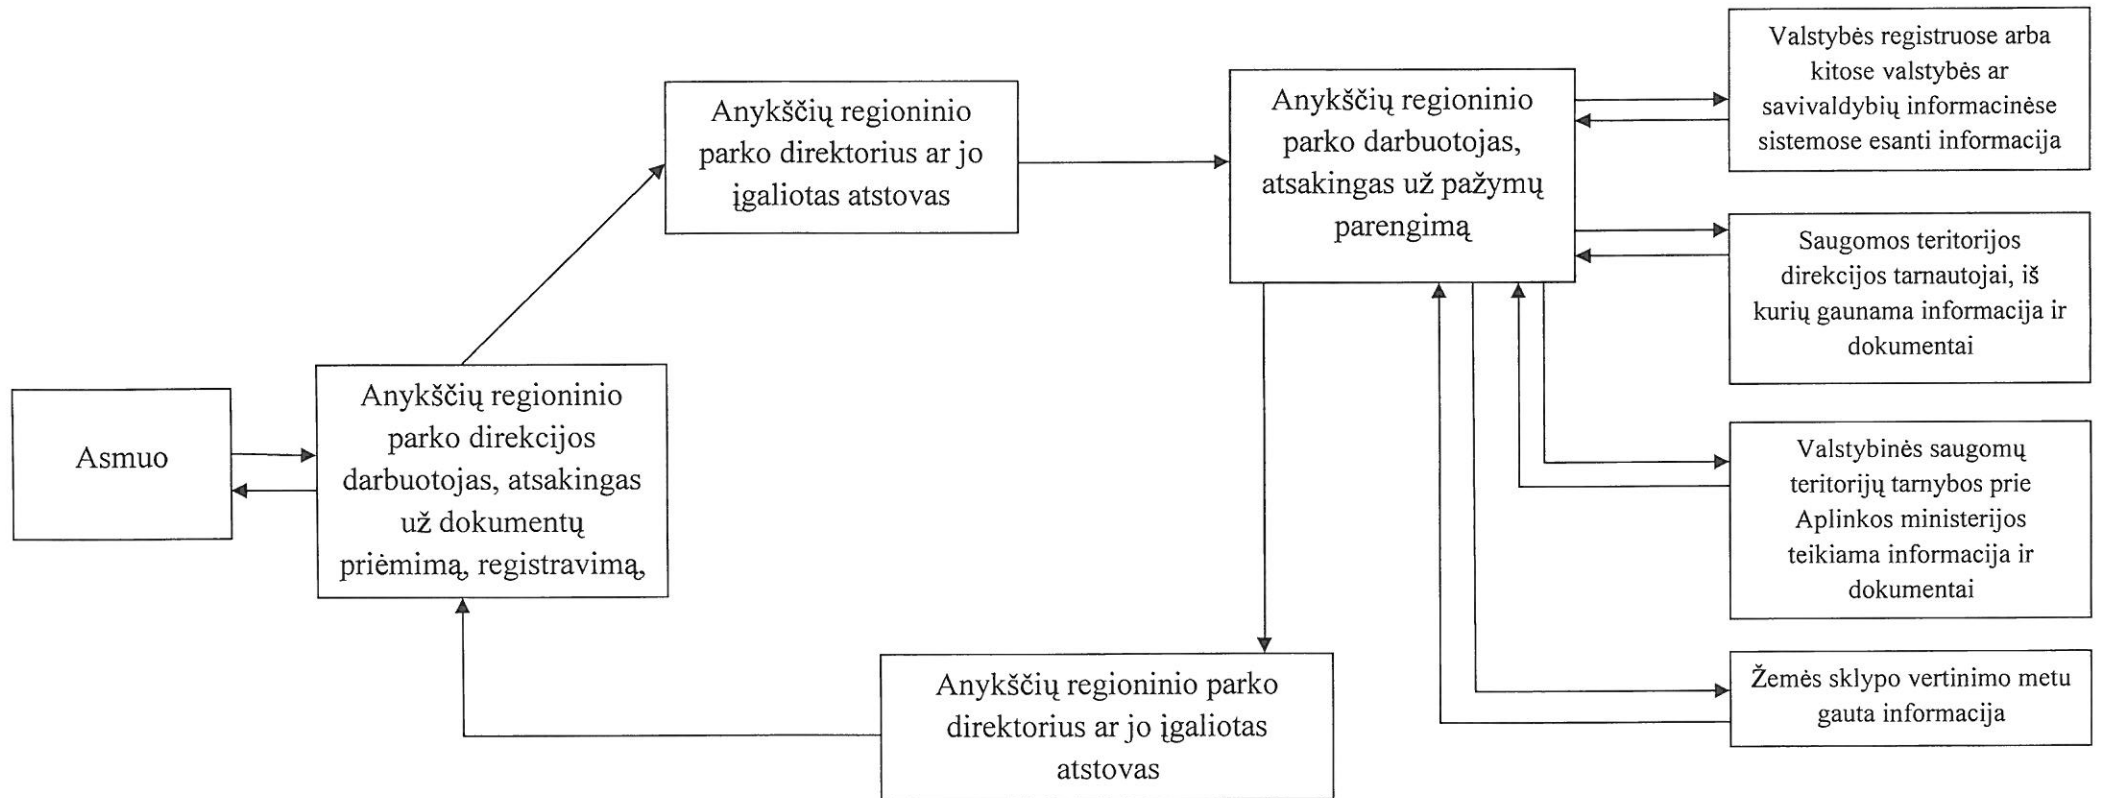 Asmuo
Anykščių regioninio
parko direkcijos
darbuotojas, atsakingas
už dokumentų
priėmimą, registravimą,
Anykščių regioninio
parko direktorius ar jo
įgaliotas atstovas
Anykščių regioninio
parko darbuotojas,
atsakingas už pažymų
parengimą
Valstybės registruose arba
kitose valstybės ar
savivaldybių informacinėse
sistemose esanti informacija
Saugomos teritorijos
direkcijos tarnautojai, iš
kurių gaunama informacija ir
dokumentai
Valstybinės saugomų
teritorijų tarnybos prie
Aplinkos ministerijos
teikiama informacija ir
dokumentai
Žemės sklypo vertinimo metu
gauta informacija
Anykščių regioninio parko
direktorius ar jo įgaliotas
atstovas